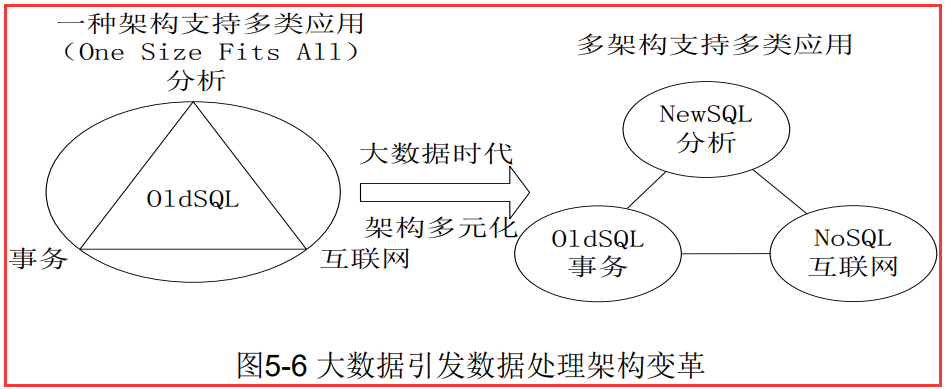 一种架构支持多类应用
（One Size Fits All）
分析
OldSQL
事务
互联网
大数据时代
架构多元化
多架构支持多类应用
NewSQL
分析
OldSQL
事务
NoSQL
互联网
图5-6 大数据引发数据处理架构变革